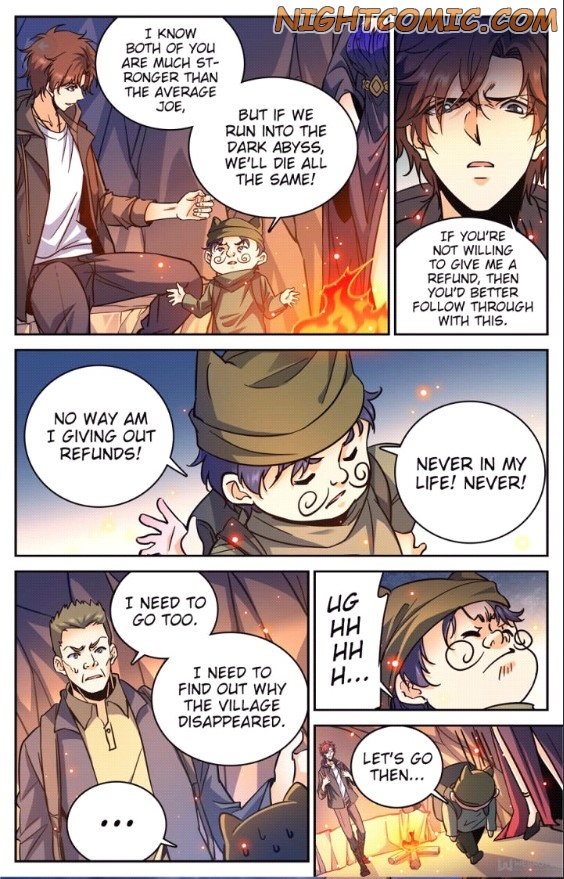 NIGHTCOMIC.COM
I KNOW
BOTH OF YOU
ARE MUCH ST-
RONGER THAN
THE AVERAGE
JOE,
BUT IF WE
RUN INTO THE
DARK ABYSS,
WE'LL DIE ALL
THE SAME!
IF YOU'RE
NOT WILLING
TO GIVE ME A
REFUND, THEN
YOU'D BETTER
FOLLOW THROUGH
WITH THIS.
NO WAY AM
I GIVING OUT
REFUNDS!
NEVER IN MY
LIFE! NEVER!
I NEED TO
GO TOO.
I NEED TO
FIND OUT WHY
THE VILLAGE
DISAPPEARED.
...
UG
HH
HH
H...
LET'S GO
THEN...